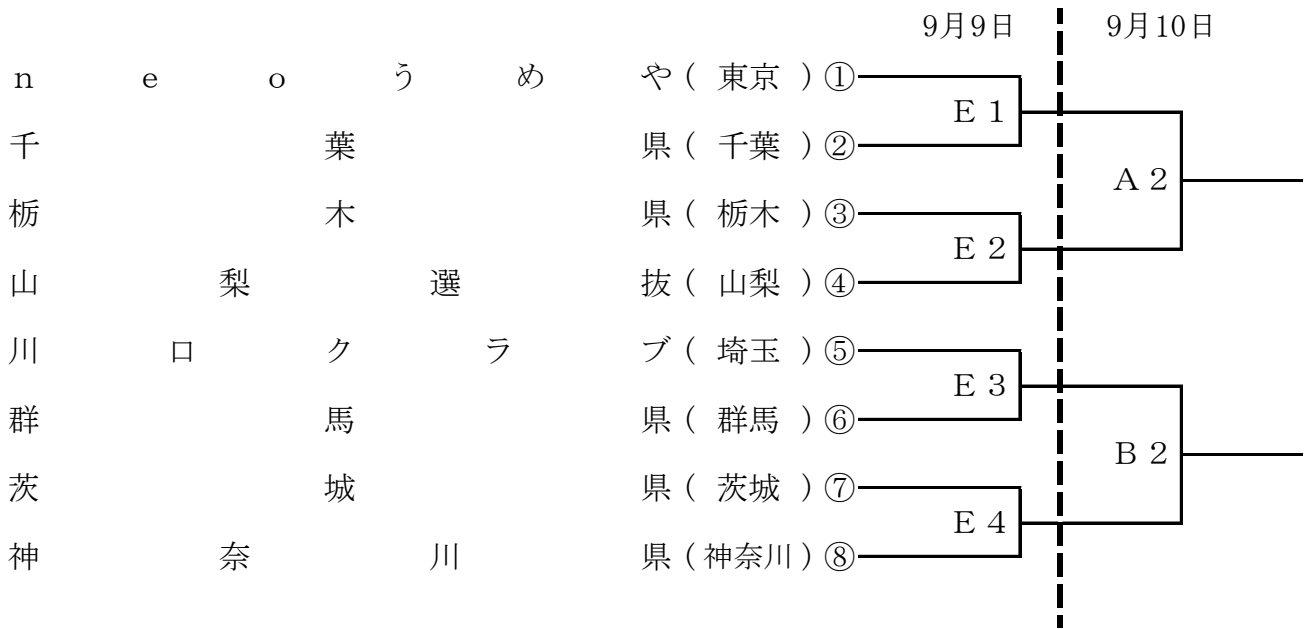 9月9日 9月10日
neoうめや(東京)①
E1
千葉県(千葉)②
A2
栃木県(栃木)③
E2
山梨選抜(山梨)④
川口クラブ(埼玉)⑤
E3
群馬県(群馬)⑥
B2
茨城県(茨城)⑦
E4
神奈川県(神奈川)⑧